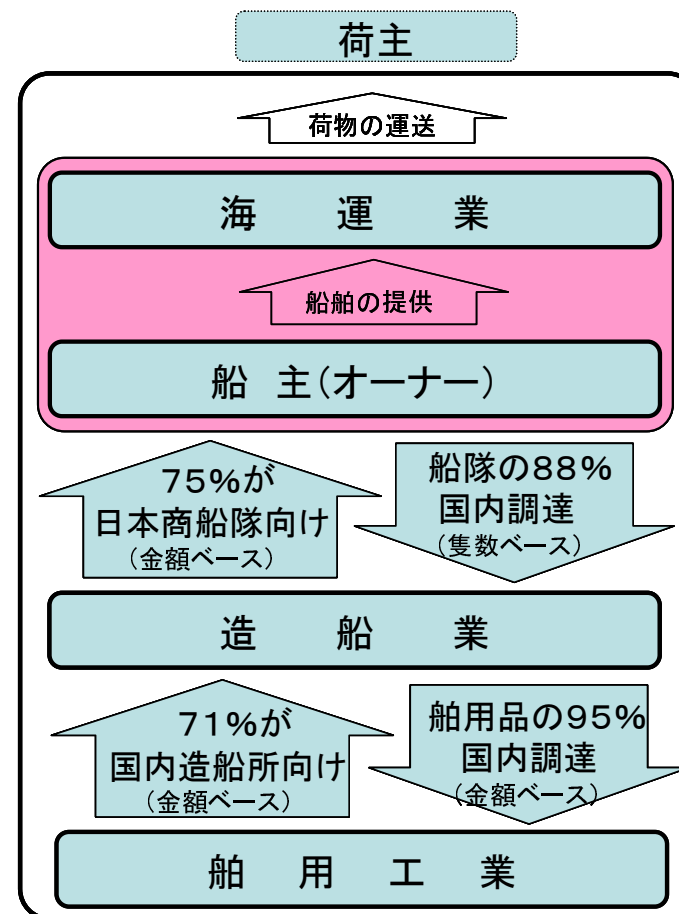 荷主
荷物の運送
海運業
船舶の提供
船主(オーナー)
75%が
日本商船隊向け
(金額ベース)
船隊の88%
国内調達
(隻数ベース)
造船業
71%が
国内造船所向け
(金額ベース)
舶用品の95%
国内調達
(金額ベース)
舶用工業